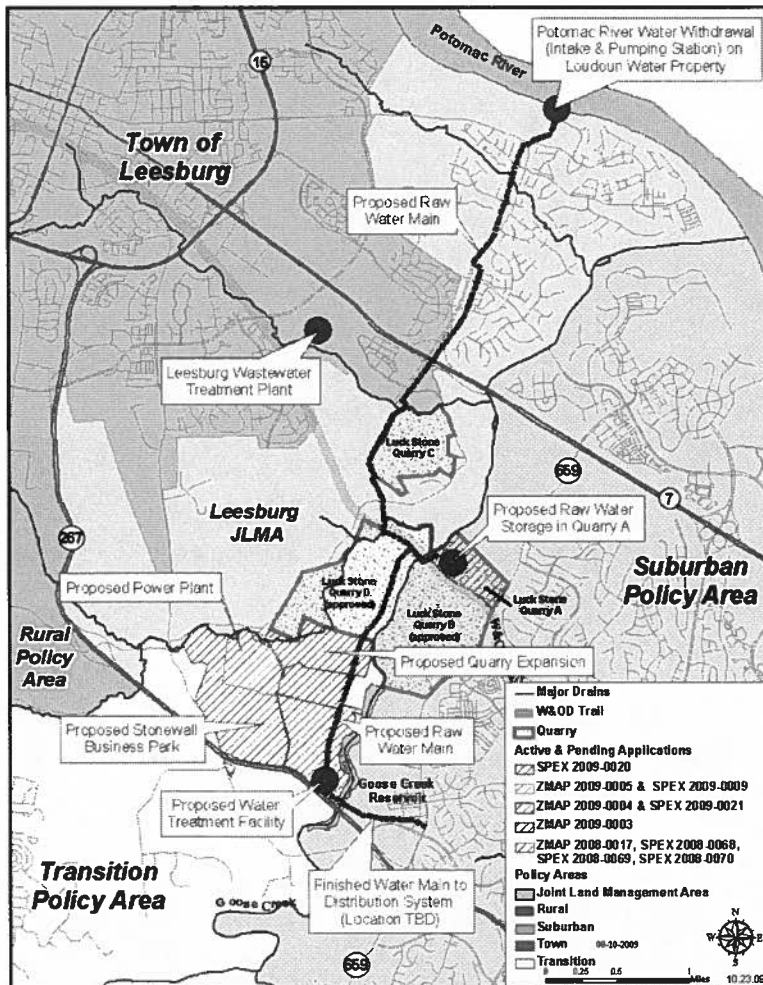 Potomac River Water Withdrawal
(Intake & Pumping Station) on
Loudoun Water Property
Potomac River
15
Town of
Leesburg
Proposed Raw
Water Main
Leesburg Wastewater
Treatment Plant
Luck Stone
Quarry C
659
7
Leesburg
JLMA
Proposed Raw Water
Storage in Quarry A
267
Suburban
Policy Area
Proposed Power Plant
Luck Stone
Quarry D
(approved)
Luck Stone
Quarry A
Luck Stone
Quarry B
(approved)
W&OD
Rural
Policy
Area
Proposed Quarry Expansion
Proposed Stonewall
Business Park
Proposed Raw
Water Main
Goose Creek
Reservoir
Proposed Water
Treatment Facility
Transition
Policy Area
Finished Water Main to
Distribution System
(Location TBD)
Goose Creek
659
Major Drains
W&OD Trail
Quarry
Active & Pending Applications
SPEX 2009-0020
ZMAP 2009-0005 & SPEX 2009-0009
ZMAP 2009-0004 & SPEX 2009-0021
ZMAP 2009-0003
ZMAP 2008-0017, SPEX 2008-0068,
SPEX 2008-0069, SPEX 2008-0070
Policy Areas
Joint Land Management Area
Rural
Suburban
Town
Transition
N
W E
S
0 0.25 0.5 1
Miles
10.23.09